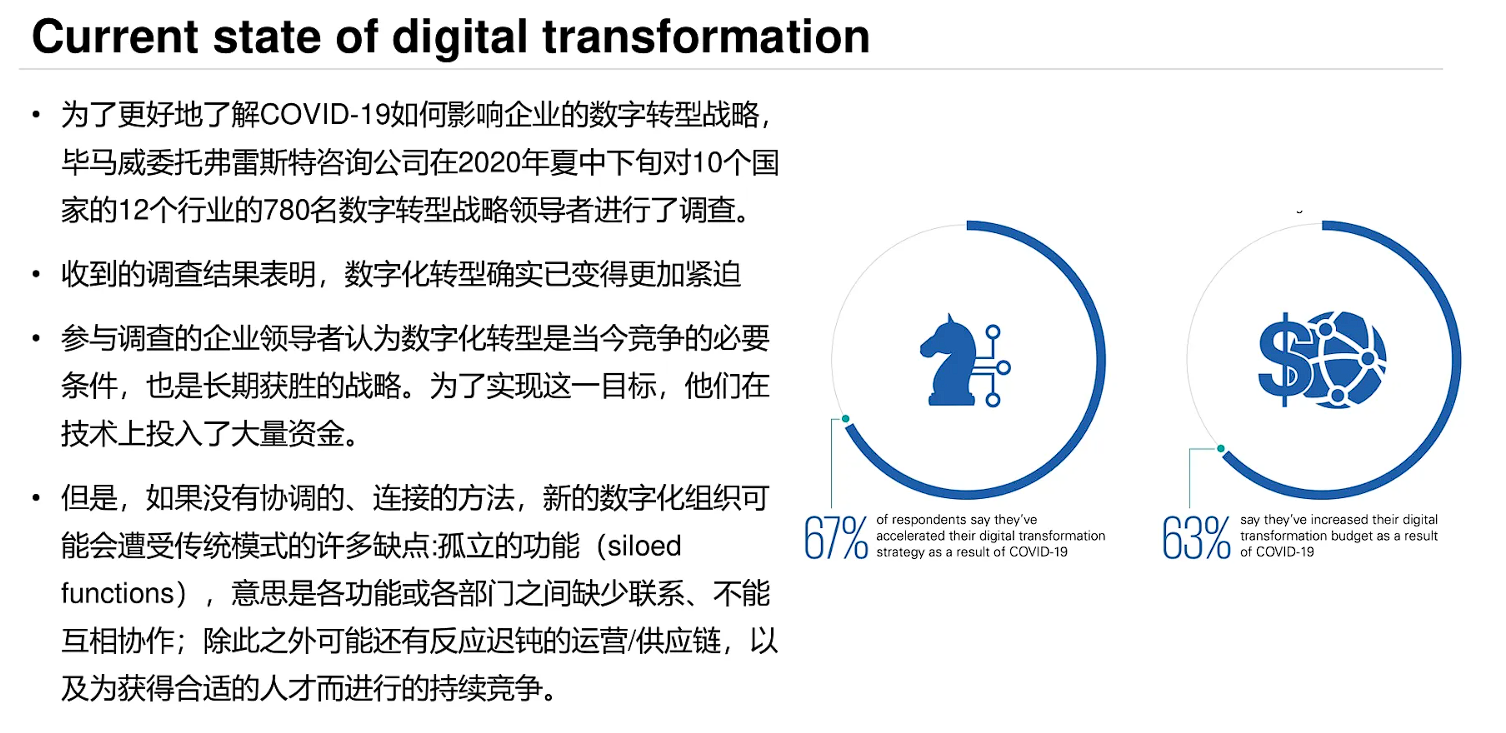 Current state of digital transformation
• 为了更好地了解COVID-19如何影响企业的数字转型战略，
毕马威委托弗雷斯特咨询公司在2020年夏中下旬对10个国
家的12个行业的780名数字转型战略领导者进行了调查。
• 收到的调查结果表明，数字化转型确实已变得更加紧迫
• 参与调查的企业领导者认为数字化转型是当今竞争的必要
条件，也是长期获胜的战略。为了实现这一目标，他们在
技术上投入了大量资金。
• 但是，如果没有协调的、连接的方法，新的数字化组织可
能会遭受传统模式的许多缺点:孤立的功能（siloed
functions），意思是各功能或各部门之间缺少联系、不能
互相协作；除此之外可能还有反应迟钝的运营/供应链，以
及为获得合适的人才而进行的持续竞争。
67%
of respondents say they've
accelerated their digital transformation
strategy as a result of COVID-19
$
63%
say they've increased their digital
transformation budget as a result
of COVID-19